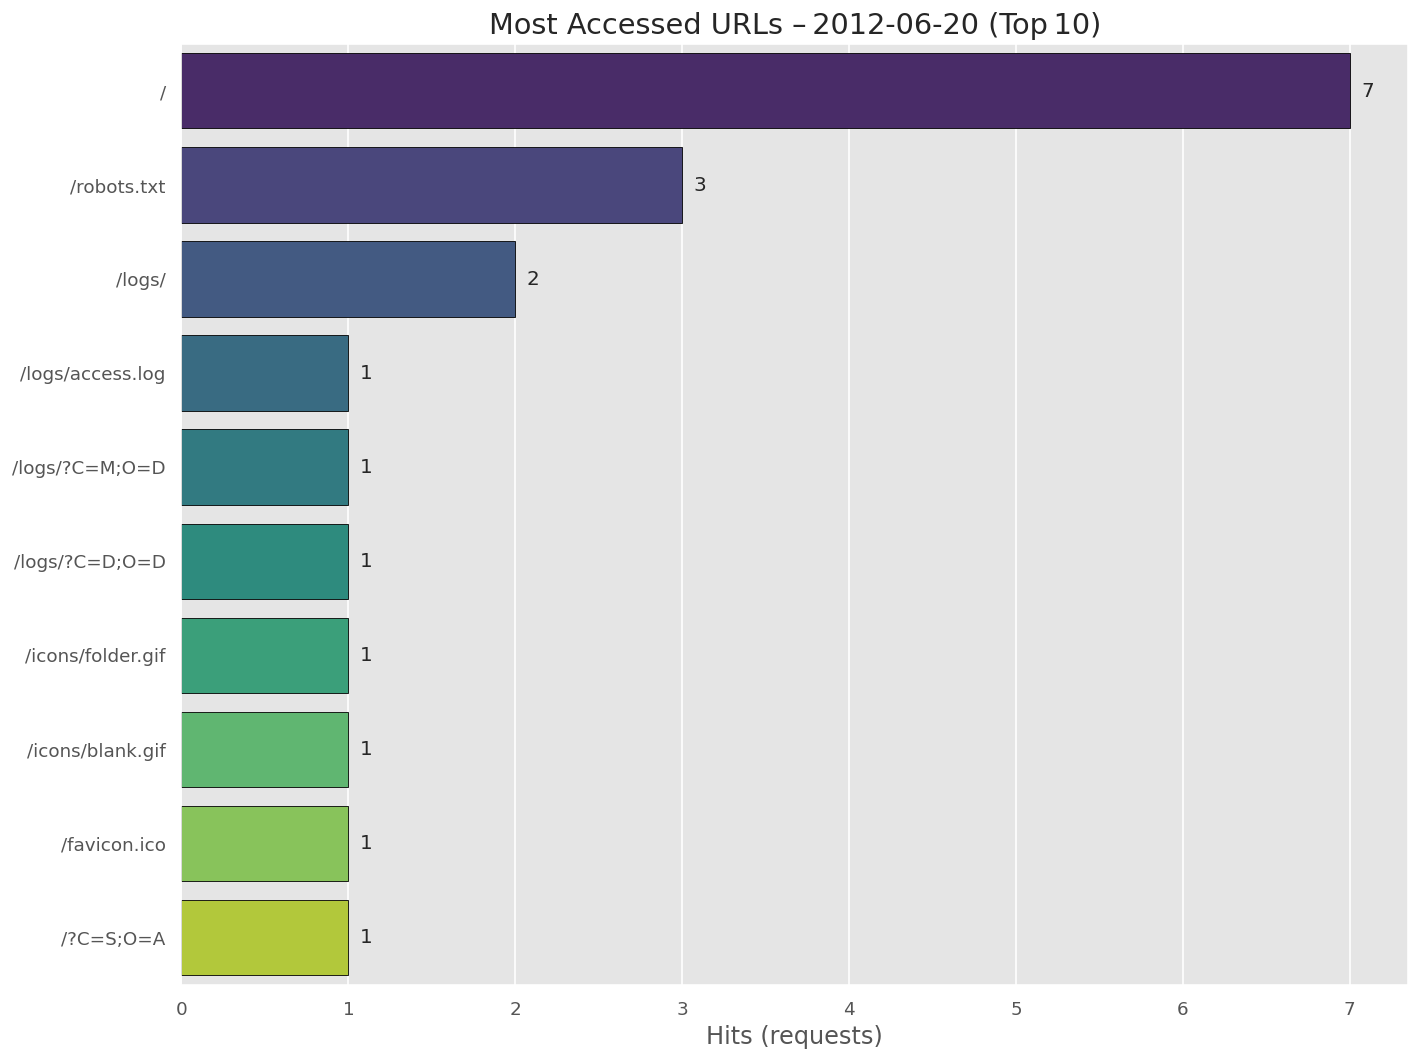 Most Accessed URLs – 2012-06-20 (Top 10)
/
7
/robots.txt
3
/logs/
2
/logs/access.log
1
/logs/?C=M;O=D
1
/logs/?C=D;O=D
1
/icons/folder.gif
1
/icons/blank.gif
1
/favicon.ico
1
/?C=S;O=A
1
0 1 2 3 4 5 6 7
Hits (requests)